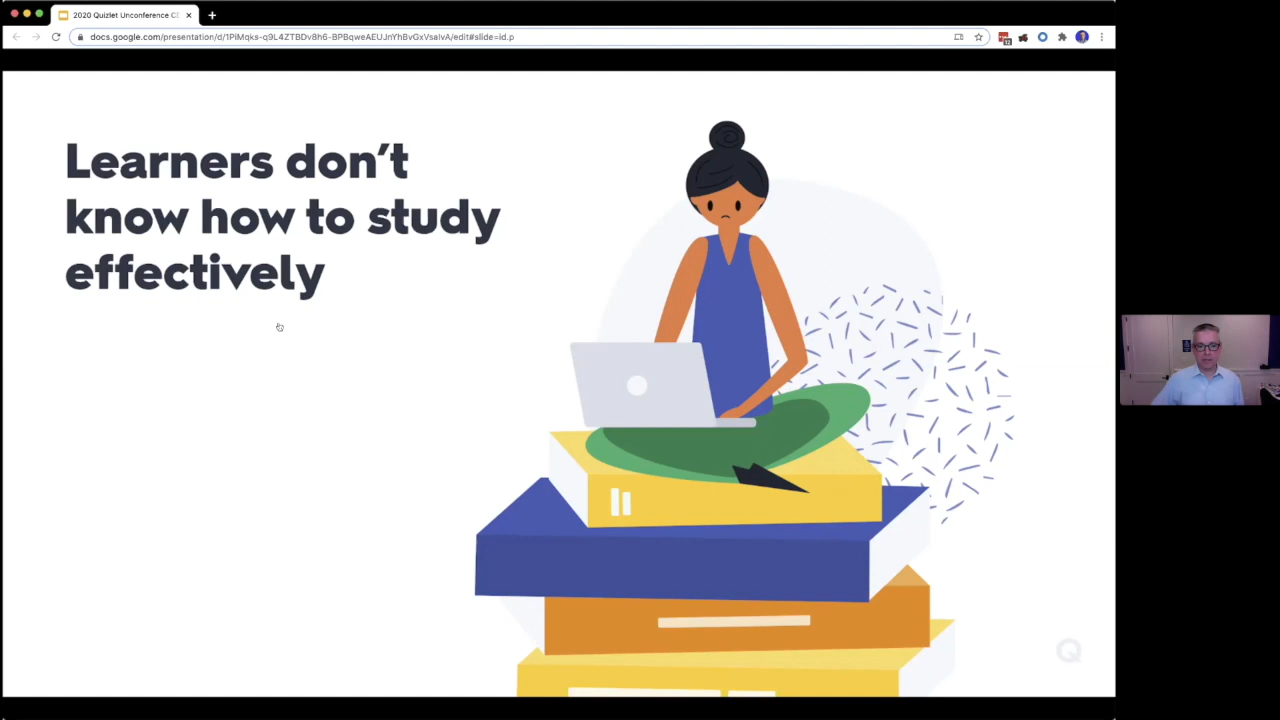 2020 Quizlet Unconference C
docs.google.com/presentation/d/1PiMqks-q9L4ZTBDv8h6-BPBqweAEUJnYhBvGxVsaIvA/edit#slide=id.p
Learners don't
know how to study
effectively
Q